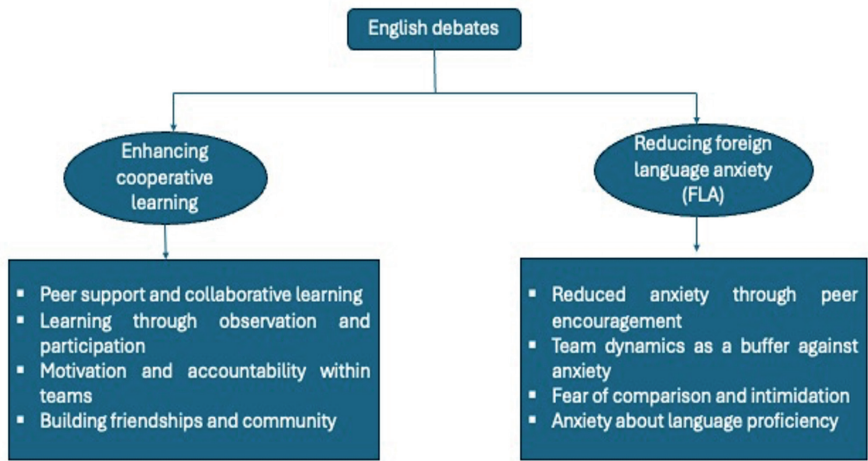 English debates
Enhancing
cooperative
learning
Reducing foreign
language anxiety
(FLA)
▪ Peer support and collaborative learning
▪ Learning through observation and
participation
▪ Motivation and accountability within
teams
▪ Building friendships and community
▪ Reduced anxiety through peer
encouragement
▪ Team dynamics as a buffer against
anxiety
▪ Fear of comparison and intimidation
▪ Anxiety about language proficiency